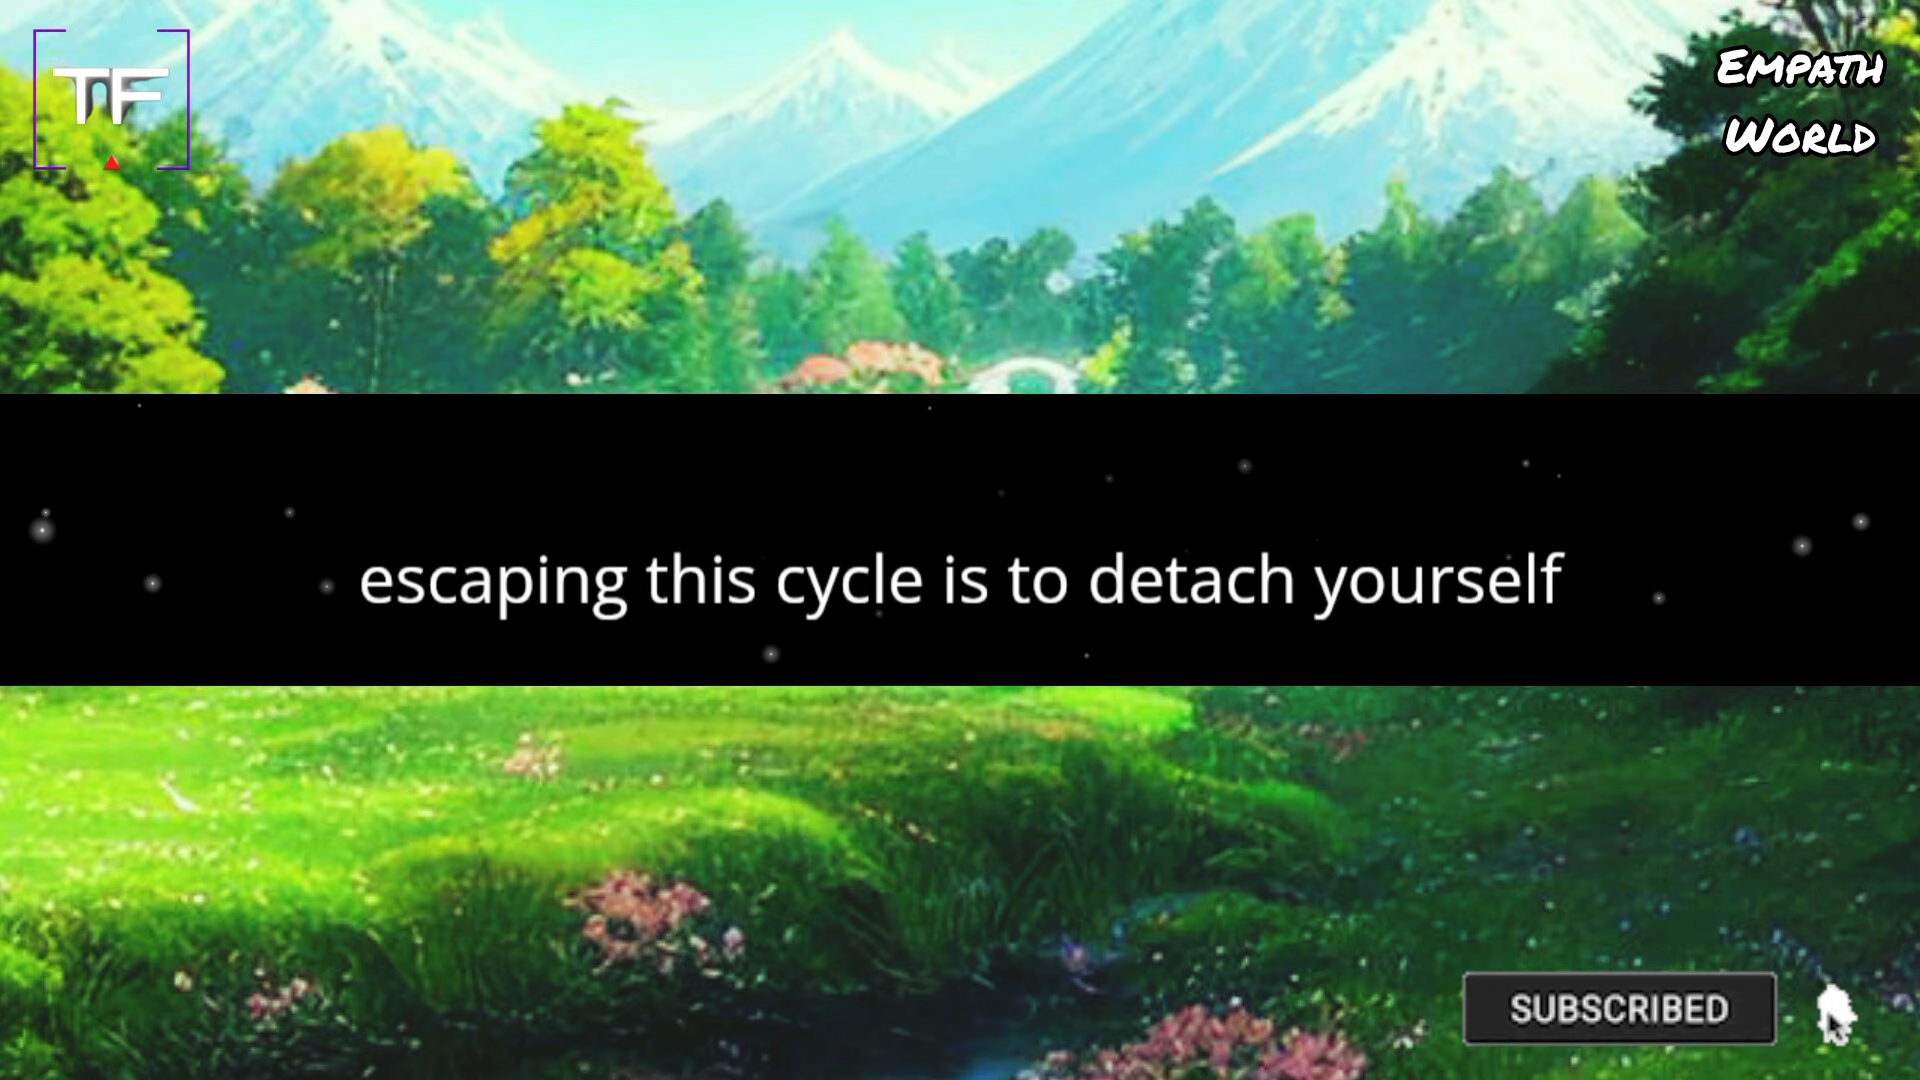 TF
Empath
World
escaping this cycle is to detach yourself
SUBSCRIBED